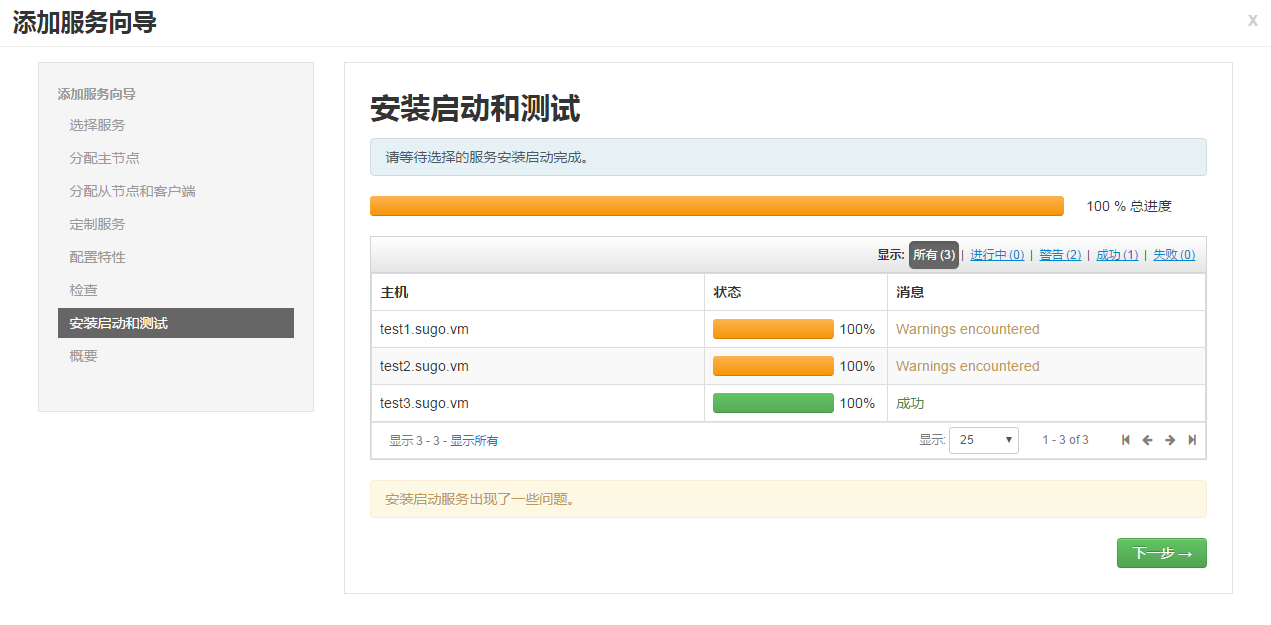 添加服务向导
x
添加服务向导
选择服务
分配主节点
分配从节点和客户端
定制服务
配置特性
检查
安装启动和测试
概要
安装启动和测试
请等待选择的服务安装启动完成。
100 % 总进度
显示: 所有 (3) | 进行中 (0) | 警告 (2) | 成功 (1) | 失败 (0)
主机 状态 消息
test1.sugo.vm 100% Warnings encountered
test2.sugo.vm 100% Warnings encountered
test3.sugo.vm 100% 成功
显示 3 - 3 - 显示所有 显示: 25 1 - 3 of 3
安装启动服务出现了一些问题。
下一步 →